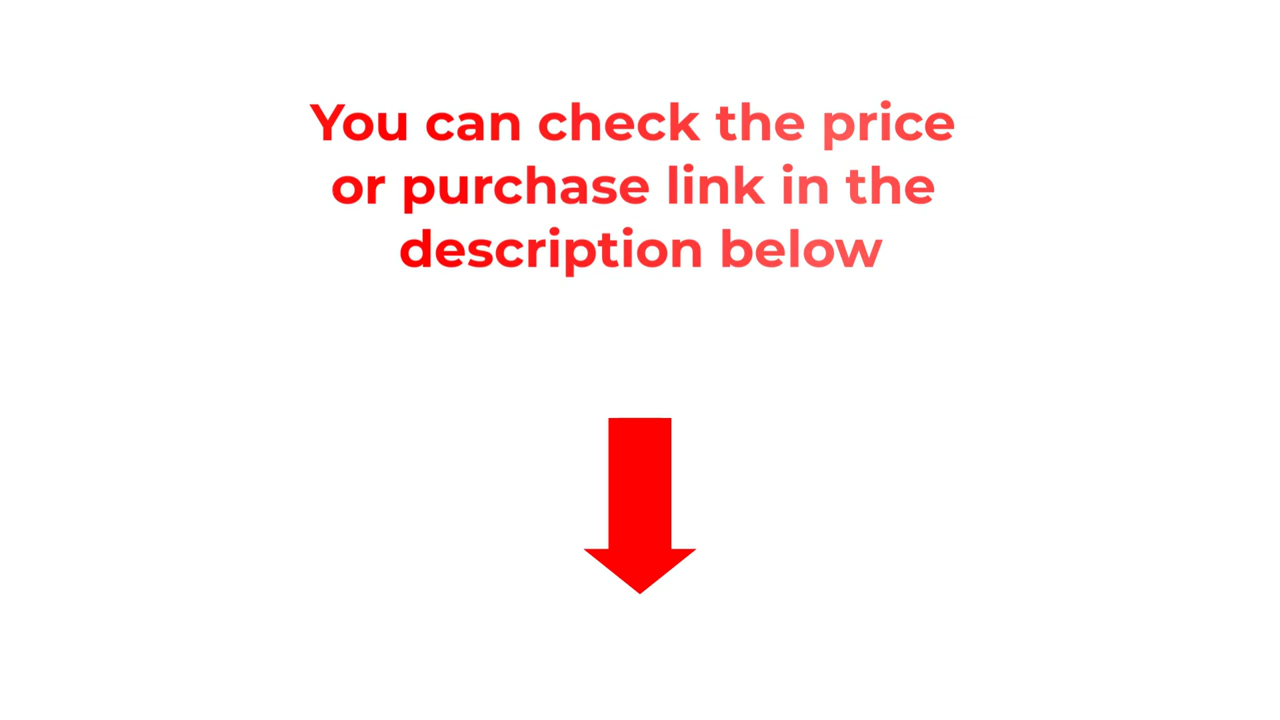 You can check the price
or purchase link in the
description below